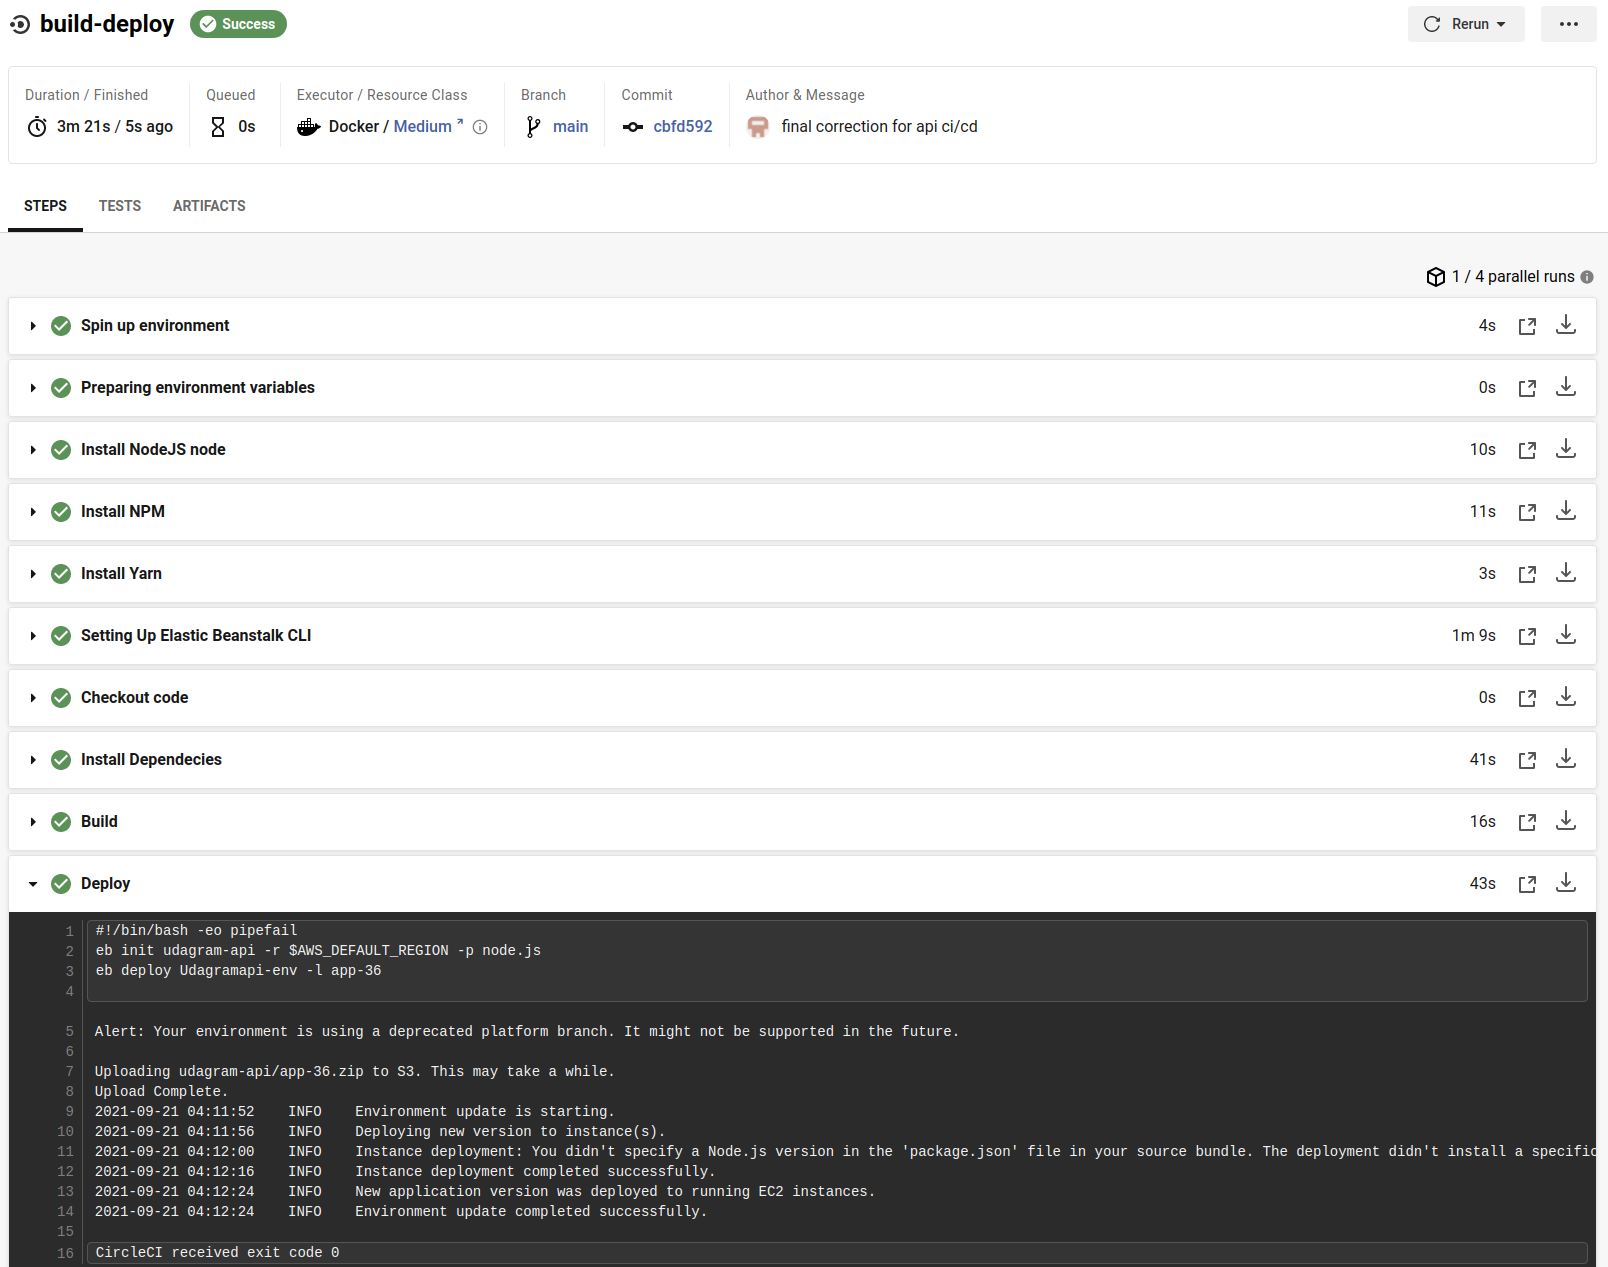 build-deploy Success Rerun
Duration / Finished Queued Executor / Resource Class Branch Commit Author & Message
3m 21s / 5s ago 0s Docker / Medium main cbfd592 final correction for api ci/cd
STEPS TESTS ARTIFACTS
1 / 4 parallel runs
Spin up environment 4s
Preparing environment variables 0s
Install NodeJS node 10s
Install NPM 11s
Install Yarn 3s
Setting Up Elastic Beanstalk CLI 1m 9s
Checkout code 0s
Install Dependecies 41s
Build 16s
Deploy 43s
1 #!/bin/bash -eo pipefail
2 eb init udagram-api -r $AWS_DEFAULT_REGION -p node.js
3 eb deploy Udagramapi-env -l app-36
4
5 Alert: Your environment is using a deprecated platform branch. It might not be supported in the future.
6
7 Uploading udagram-api/app-36.zip to S3. This may take a while.
8 Upload Complete.
9 2021-09-21 04:11:52 INFO Environment update is starting.
10 2021-09-21 04:11:56 INFO Deploying new version to instance(s).
11 2021-09-21 04:12:00 INFO Instance deployment: You didn't specify a Node.js version in the 'package.json' file in your source bundle. The deployment didn't install a specific
12 2021-09-21 04:12:16 INFO Instance deployment completed successfully.
13 2021-09-21 04:12:24 INFO New application version was deployed to running EC2 instances.
14 2021-09-21 04:12:24 INFO Environment update completed successfully.
15
16 CircleCI received exit code 0